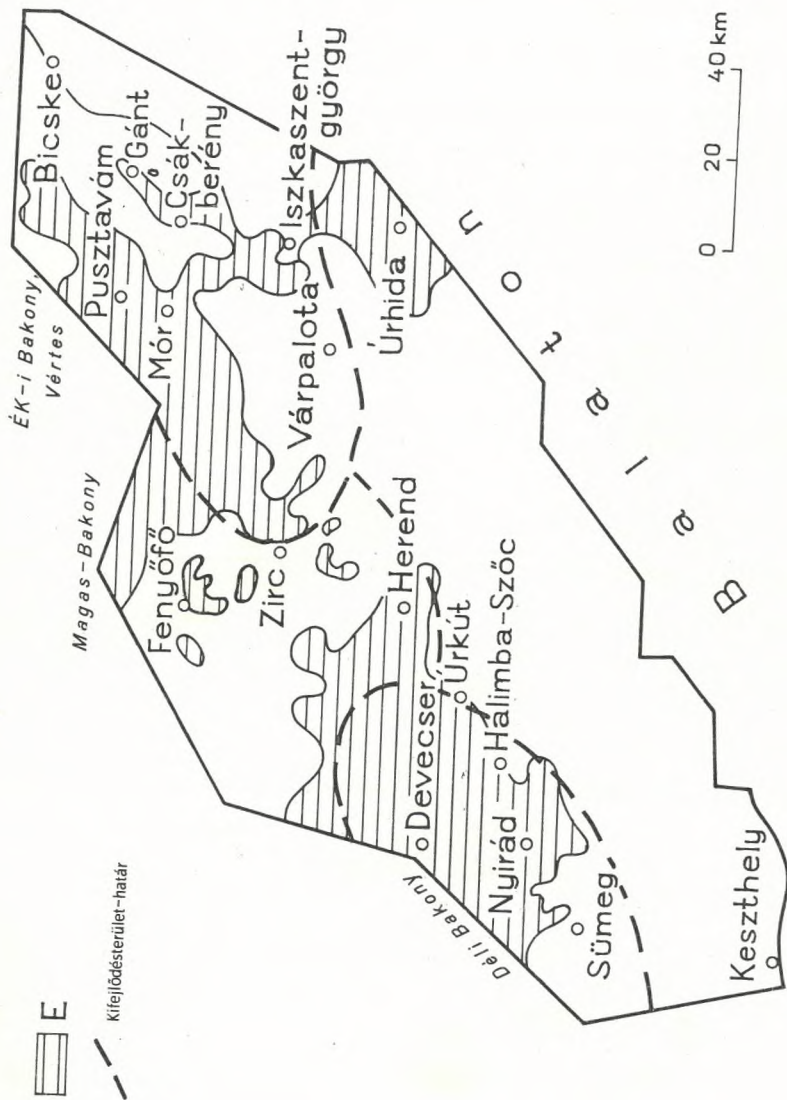 E
Kifejlődésterület-határ
ÉK-i Bakony,
Vértes
Magas-Bakony
Déli Bakony
Bicske
Pusztavám
Gánt
Csák-
berény
Mór
Iszkaszent-
györgy
Várpalota
Úrhida
Fenyőfő
Zirc
Herend
Devecser
Úrkút
Halimba-Szőc
Nyirád
Sümeg
Keszthely
Balaton
0 20 40 km